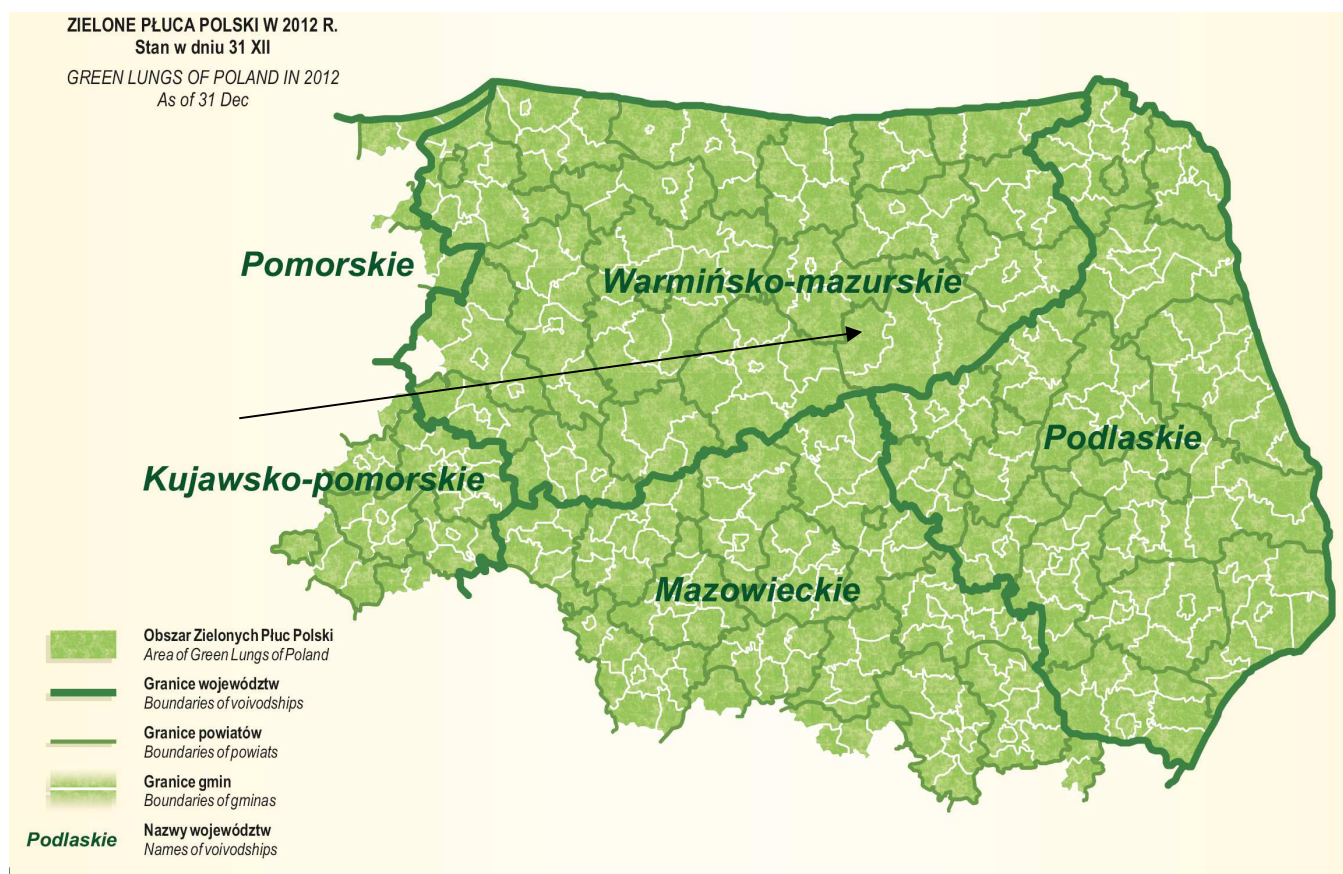 ZIELONE PŁUCA POLSKI W 2012 R.
Stan w dniu 31 XII
GREEN LUNGS OF POLAND IN 2012
As of 31 Dec
Pomorskie
Warmińsko-mazurskie
Podlaskie
Kujawsko-pomorskie
Mazowieckie
Obszar Zielonych Płuc Polski
Area of Green Lungs of Poland
Granice województw
Boundaries of voivodships
Granice powiatów
Boundaries of powiats
Granice gmin
Boundaries of gminas
Podlaskie
Nazwy województw
Names of voivodships